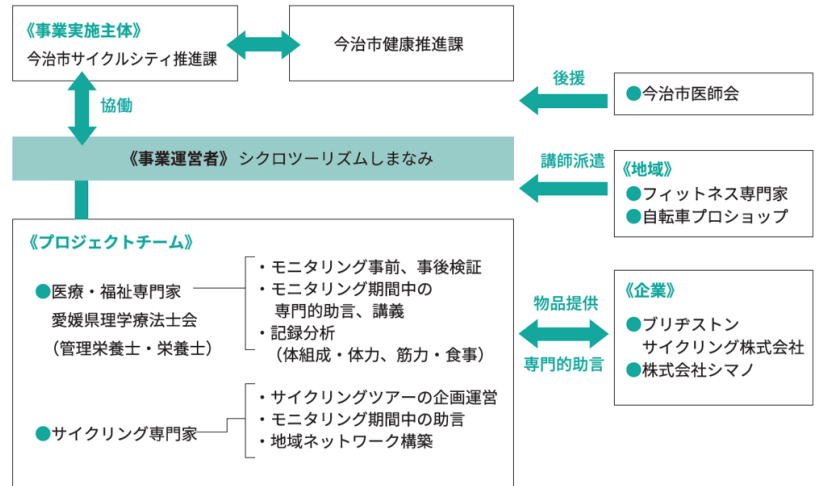 《事業実施主体》
今治市サイクルシティ推進課
今治市健康推進課
協働
後援
●今治市医師会
《事業運営者》シクロツーリズムしまなみ
講師派遣
《地域》
●フィットネス専門家
●自転車プロショップ
《プロジェクトチーム》
●医療・福祉専門家
愛媛県理学療法士会
（管理栄養士・栄養士）
・モニタリング事前、事後検証
・モニタリング期間中の
専門的助言、講義
・記録分析
（体組成・体力、筋力・食事）
●サイクリング専門家
・サイクリングツアーの企画運営
・モニタリング期間中の助言
・地域ネットワーク構築
物品提供
専門的助言
《企業》
●ブリヂストン
サイクリング株式会社
●株式会社シマノ